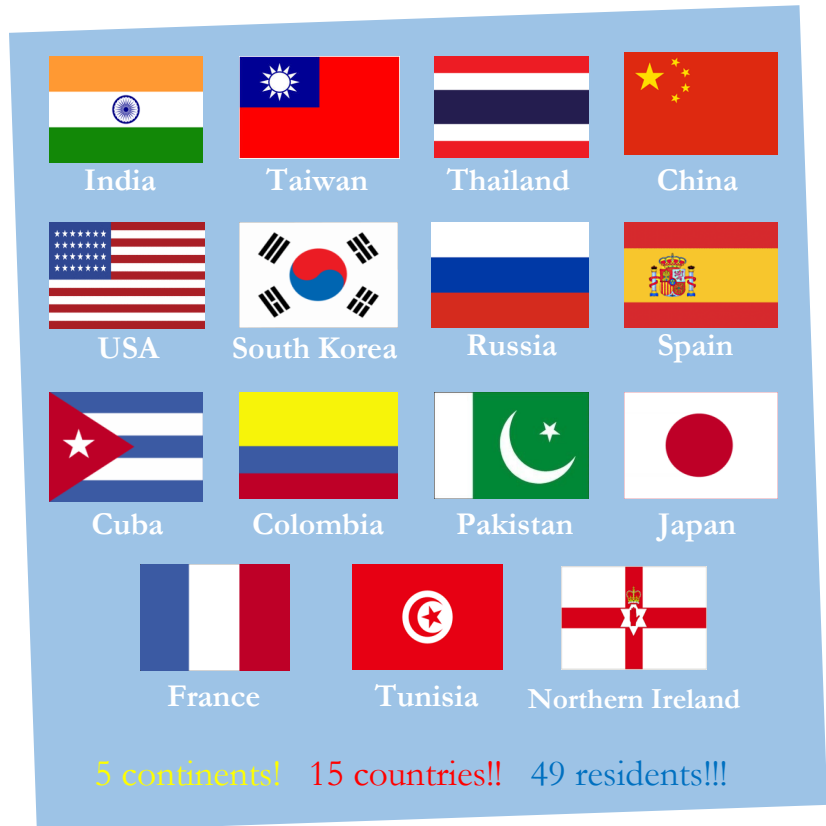 India Taiwan Thailand China
USA South Korea Russia Spain
Cuba Colombia Pakistan Japan
France Tunisia Northern Ireland
5 continents! 15 countries!! 49 residents!!!